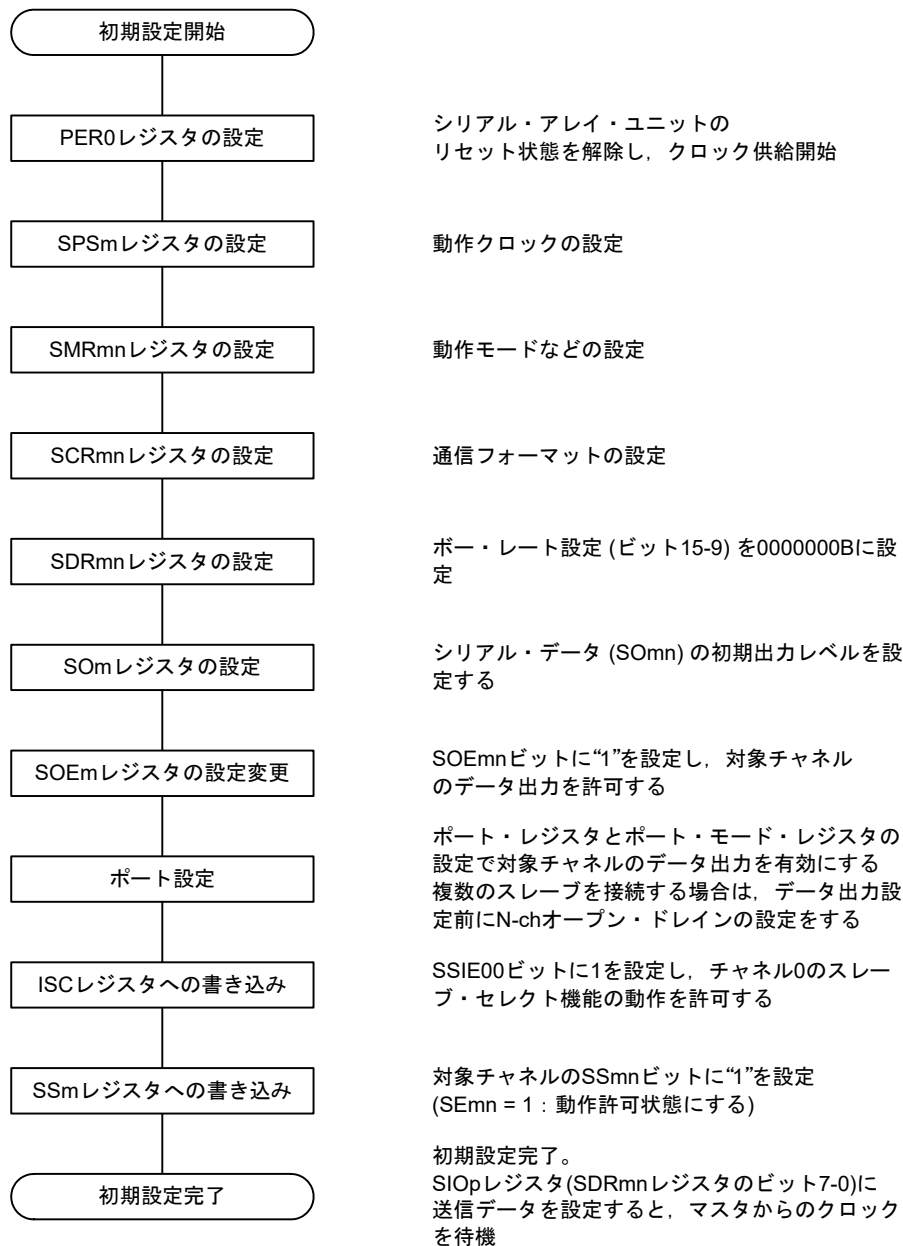 初期設定開始
PER0レジスタの設定
シリアル・アレイ・ユニットの
リセット状態を解除し，クロック供給開始
SPSmレジスタの設定
動作クロックの設定
SMRmnレジスタの設定
動作モードなどの設定
SCRmnレジスタの設定
通信フォーマットの設定
SDRmnレジスタの設定
ボー・レート設定 (ビット15-9) を0000000Bに設
定
SOmレジスタの設定
シリアル・データ (SOmn) の初期出力レベルを設
定する
SOEmレジスタの設定変更
SOEmnビットに“1”を設定し，対象チャネル
のデータ出力を許可する
ポート設定
ポート・レジスタとポート・モード・レジスタの
設定で対象チャネルのデータ出力を有効にする
複数のスレーブを接続する場合は，データ出力設
定前にN-chオープン・ドレインの設定をする
ISCレジスタへの書き込み
SSIE00ビットに1を設定し，チャネル0のスレー
ブ・セレクト機能の動作を許可する
SSmレジスタへの書き込み
対象チャネルのSSmnビットに“1”を設定
(SEmn = 1：動作許可状態にする)
初期設定完了
初期設定完了。
SIOpレジスタ(SDRmnレジスタのビット7-0)に
送信データを設定すると，マスタからのクロック
を待機